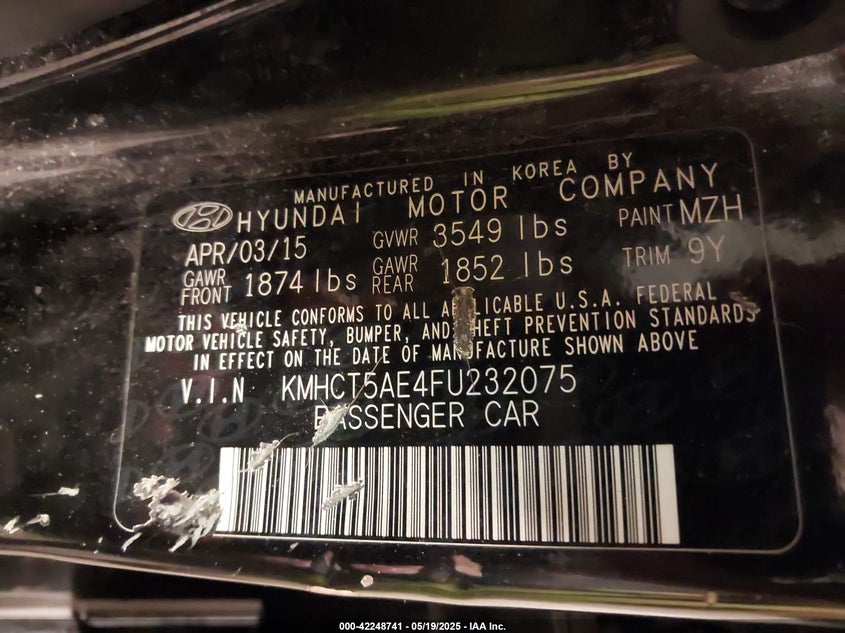 MANUFACTURED IN KOREA BY
HYUNDAI MOTOR COMPANY
APR/03/15 GVWR 3549 lbs PAINT MZH
GAWR FRONT 1874 lbs GAWR REAR 1852 lbs TRIM 9Y
THIS VEHICLE CONFORMS TO ALL APPLICABLE U.S.A. FEDERAL
MOTOR VEHICLE SAFETY, BUMPER, AND THEFT PREVENTION STANDARDS
IN EFFECT ON THE DATE OF MANUFACTURE SHOWN ABOVE
V.I.N KMHCT5AE4FU232075
PASSENGER CAR
000-42248741 - 05/19/2025 - IAA Inc.